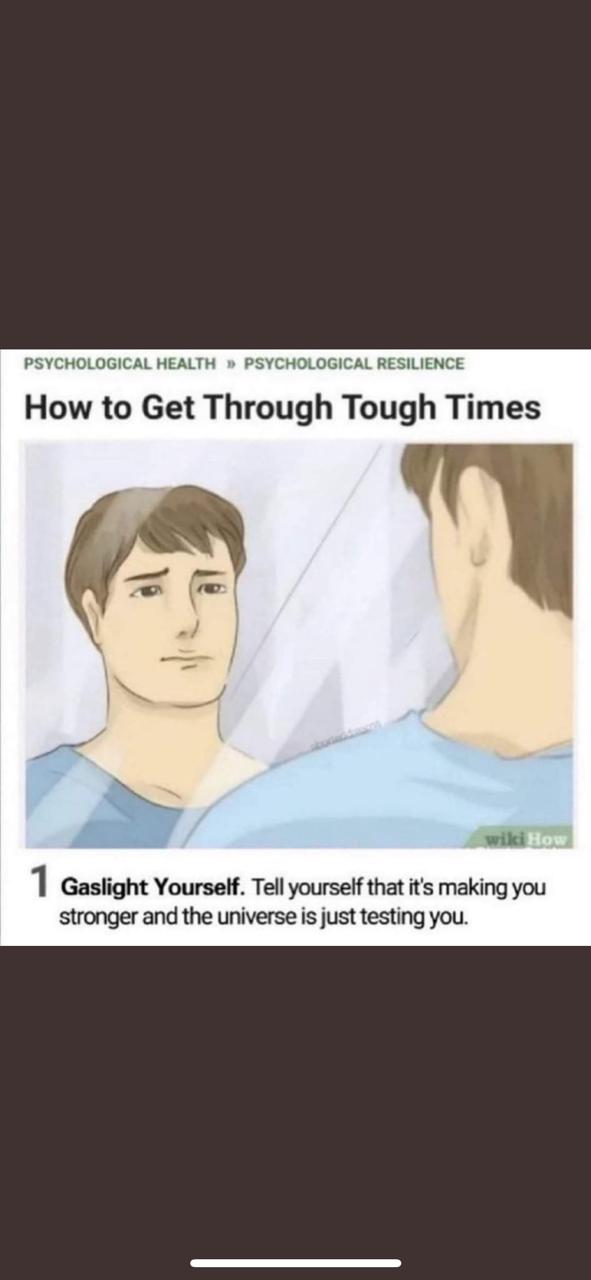 PSYCHOLOGICAL HEALTH » PSYCHOLOGICAL RESILIENCE
How to Get Through Tough Times
wikiHow
1 Gaslight Yourself. Tell yourself that it's making you
stronger and the universe is just testing you.